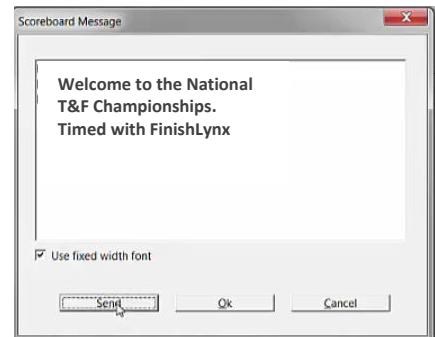 Scoreboard Message
Welcome to the National
T&F Championships.
Timed with FinishLynx
Use fixed width font
Send Ok Cancel